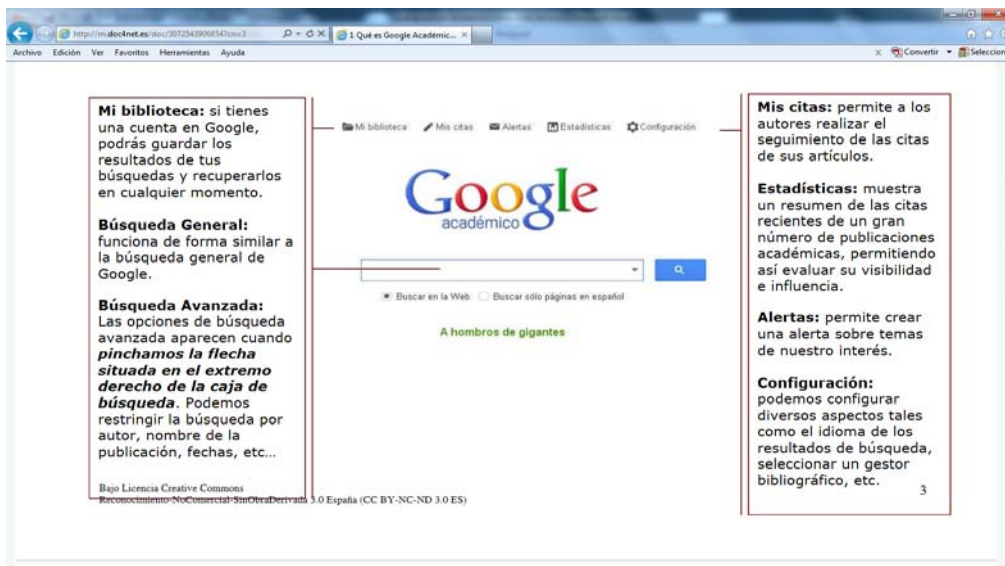 http://m.doc4net.es/doc/3072543906854?cns=3
1 Qué es Google Académic...
Archivo Edición Ver Favoritos Herramientas Ayuda
Convertir
Seleccion
Mi biblioteca: si tienes
una cuenta en Google,
podrás guardar los
resultados de tus
búsquedas y recuperarlos
en cualquier momento.
Búsqueda General:
funciona de forma similar a
la búsqueda general de
Google.
Búsqueda Avanzada:
Las opciones de búsqueda
avanzada aparecen cuando
pinchamos la flecha
situada en el extremo
derecho de la caja de
búsqueda. Podemos
restringir la búsqueda por
autor, nombre de la
publicación, fechas, etc...
Bajo Licencia Creative Commons
Reconocimiento-NoComercial-SinObraDerivada 3.0 España (CC BY-NC-ND 3.0 ES)
Mi biblioteca Mis citas Alertas Estadísticas Configuración
Google
académico
Buscar en la Web Buscar sólo páginas en español
A hombros de gigantes
Mis citas: permite a los
autores realizar el
seguimiento de las citas
de sus artículos.
Estadísticas: muestra
un resumen de las citas
recientes de un gran
número de publicaciones
académicas, permitiendo
así evaluar su visibilidad
e influencia.
Alertas: permite crear
una alerta sobre temas
de nuestro interés.
Configuración:
podemos configurar
diversos aspectos tales
como el idioma de los
resultados de búsqueda,
seleccionar un gestor
bibliográfico, etc.
3